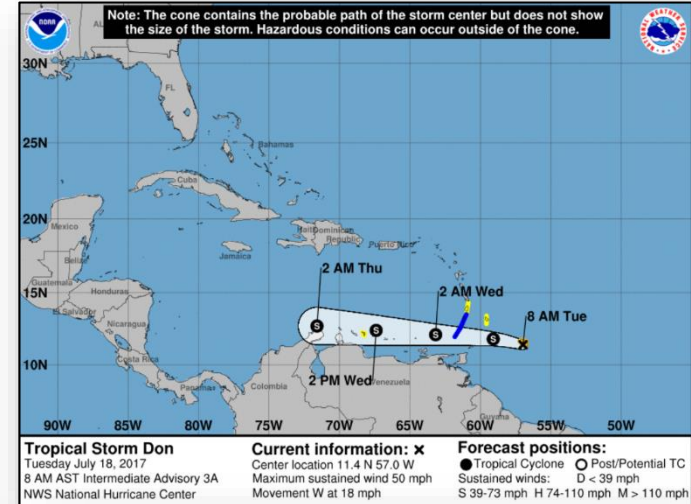 Note: The cone contains the probable path of the storm center but does not show
the size of the storm. Hazardous conditions can occur outside of the cone.
NOAA
30N
FL
25N
Bahamas
Cuba
20N
Mexico
Dominican
Republic
Puerto Rico
Jamaica
Belize
2 AM Thu
2 AM Wed
15N
Guatemala
Honduras
8 AM Tue
El Salvador
Nicaragua
S S S S
10N
Costa Rica
2 PM Wed
Panama
Colombia
Venezuela
Guyana
90W 85W 80W 75W 70W 65W 60W 55W 50W
Tropical Storm Don
Tuesday July 18, 2017
8 AM AST Intermediate Advisory 3A
NWS National Hurricane Center
Current information: x
Center location 11.4 N 57.0 W
Maximum sustained wind 50 mph
Movement W at 18 mph
Forecast positions:
● Tropical Cyclone O Post/Potential TC
Sustained winds: D < 39 mph
S 39-73 mph H 74-110 mph M > 110 mph